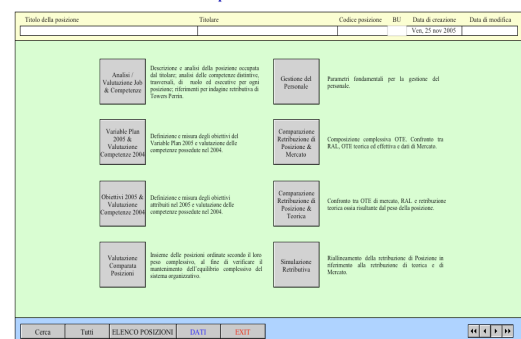 Titolo della posizione Titolare Codice posizione BU Data di creazione Data di modifica
Ven, 25 nov 2005
Analisi /
Valutazione Job
& Competenze
Descrizione e analisi della posizione occupata
dal titolare; analisi delle competenze distintive,
trasversali, di ruolo ed executive per ogni
posizione; riferimenti per indagine retributiva di
Towers Perrin.
Gestione del
Personale
Parametri fondamentali per la gestione del
personale.
Variable Plan
2005 &
Valutazione
Competenze 2004
Definizione e misura degli obiettivi del
Variable Plan 2005 e valutazione delle
competenze possedute nel 2004.
Comparazione
Retribuzione di
Posizione &
Mercato
Composizione complessiva OTE. Confronto tra
RAL, OTE teorica ed effettiva e dati di Mercato.
Obiettivi 2005 &
Valutazione
Competenze 2004
Definizione e misura degli obiettivi
attribuiti nel 2005 e valutazione delle
competenze possedute nel 2004.
Comparazione
Retribuzione di
Posizione &
Teorica
Confronto tra OTE di mercato, RAL e retribuzione
teorica ossia risultante dal peso della posizione.
Valutazione
Comparata
Posizioni
Insieme delle posizioni ordinate secondo il loro
peso complessivo, al fine di verificare il
mantenimento dell'equilibrio complessivo del
sistema organizzativo.
Simulazione
Retributiva
Riallineamento della retribuzione di Posizione in
riferimento alla retribuzione di teorica e di
Mercato.
Cerca Tutti ELENCO POSIZIONI DATI EXIT